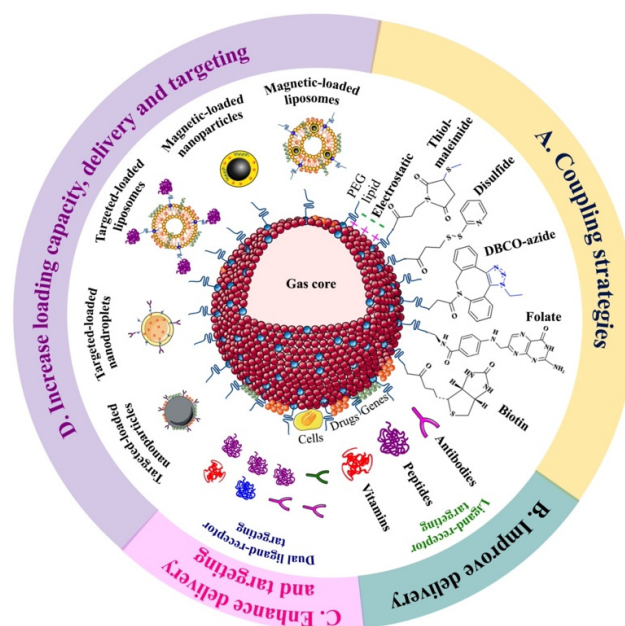 A. Coupling strategies
Electrostatic
Thiol-
maleimide
Disulfide
DBCO-azide
Folate
Biotin
B. Improve delivery
Ligand-receptor
targeting
Antibodies
Peptides
Vitamins
C. Enhance delivery
and targeting
Dual ligand-receptor
targeting
D. Increase loading capacity, delivery and targeting
Targeted-loaded
nanoparticles
Targeted-loaded
nanodroplets
Targeted-loaded
liposomes
Magnetic-loaded
nanoparticles
Magnetic-loaded
liposomes
PEG
lipid
Gas core
Cells
Drugs
Genes